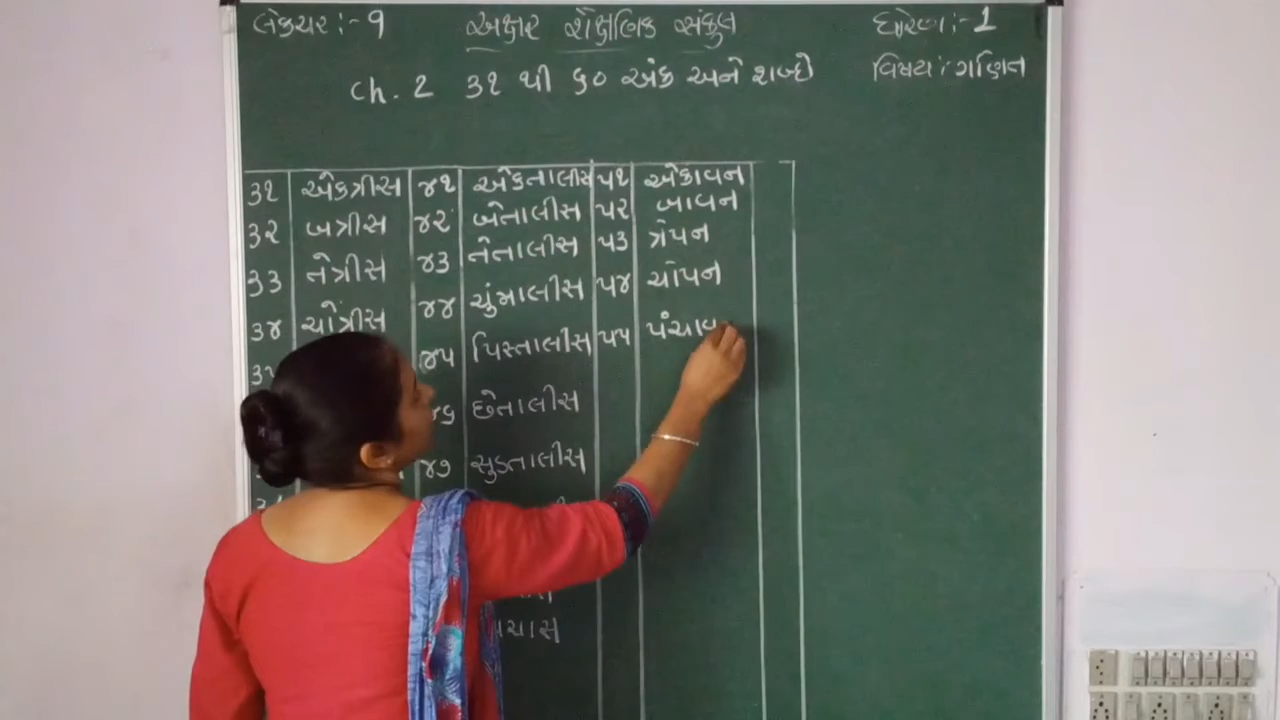 લેક્ચર :- ૧ અક્ષર શૈક્ષણિક સંકુલ ધોરણ :- 1
ch. 2 ૩૧ થી ૬૦ અંક અને શબ્દો વિષય : ગણિત
૩૧ એકત્રીસ ૪૧ એકતાલીસ ૫૧ એકાવન
૩૨ બત્રીસ ૪૨ બેતાલીસ ૫૨ બાવન
૩૩ તેત્રીસ ૪૩ તેતાલીસ ૫૩ ત્રેપન
૩૪ ચોત્રીસ ૪૪ ચુંમાલીસ ૫૪ ચોપન
૪૫ પિસ્તાલીસ ૫૫ પંચાવ
૪૬ છેતાલીસ
૪૭ સુડતાલીસ
પચાસ